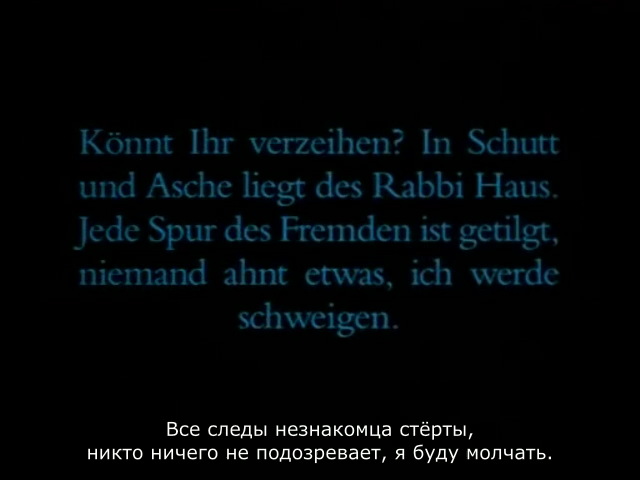 Könnt Ihr verzeihen? In Schutt
und Asche liegt des Rabbi Haus.
Jede Spur des Fremden ist getilgt,
niemand ahnt etwas, ich werde
schweigen.
Все следы незнакомца стёрты,
никто ничего не подозревает, я буду молчать.